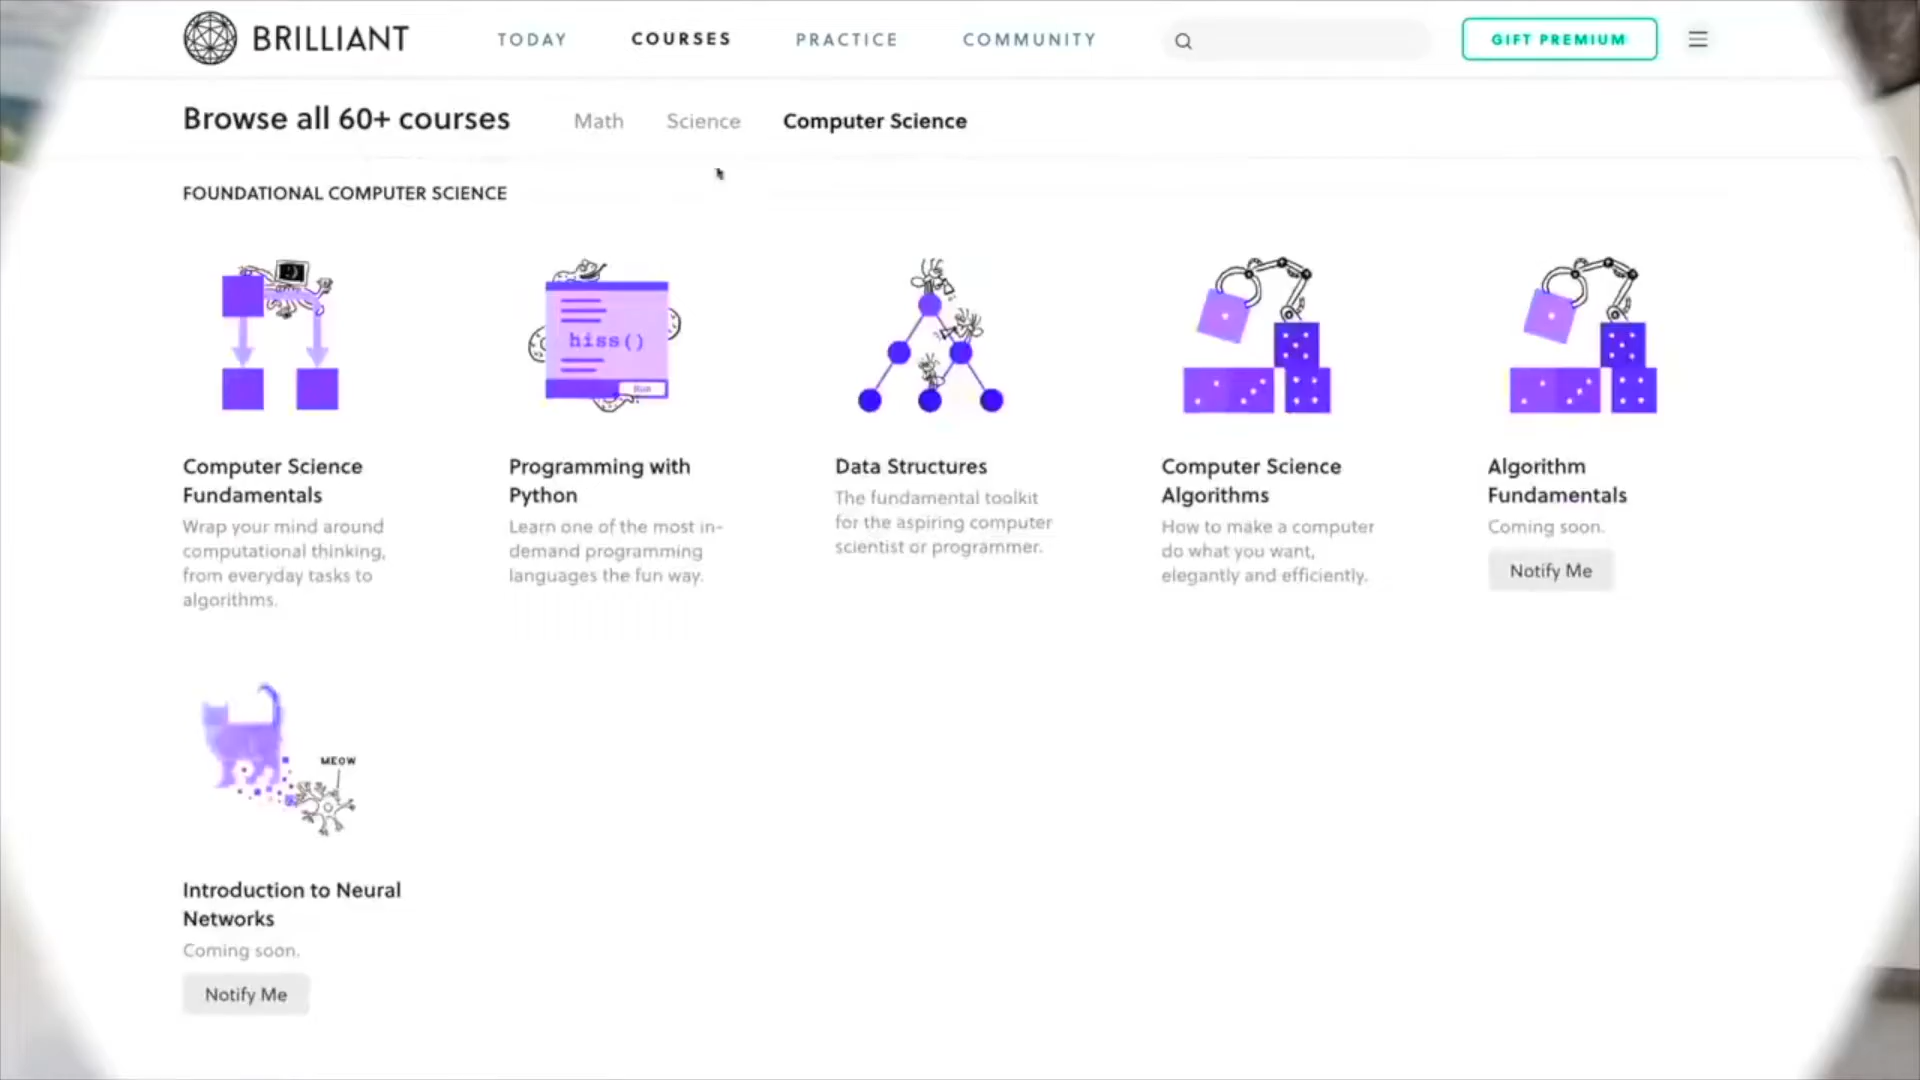 BRILLIANT
TODAY
COURSES
PRACTICE
COMMUNITY
GIFT PREMIUM
Browse all 60+ courses
Math
Science
Computer Science
FOUNDATIONAL COMPUTER SCIENCE
hiss()
Run
Computer Science
Fundamentals
Wrap your mind around
computational thinking,
from everyday tasks to
algorithms.
Programming with
Python
Learn one of the most in-
demand programming
languages the fun way.
Data Structures
The fundamental toolkit
for the aspiring computer
scientist or programmer.
Computer Science
Algorithms
How to make a computer
do what you want,
elegantly and efficiently.
Algorithm
Fundamentals
Coming soon.
Notify Me
MEOW
Introduction to Neural
Networks
Coming soon.
Notify Me